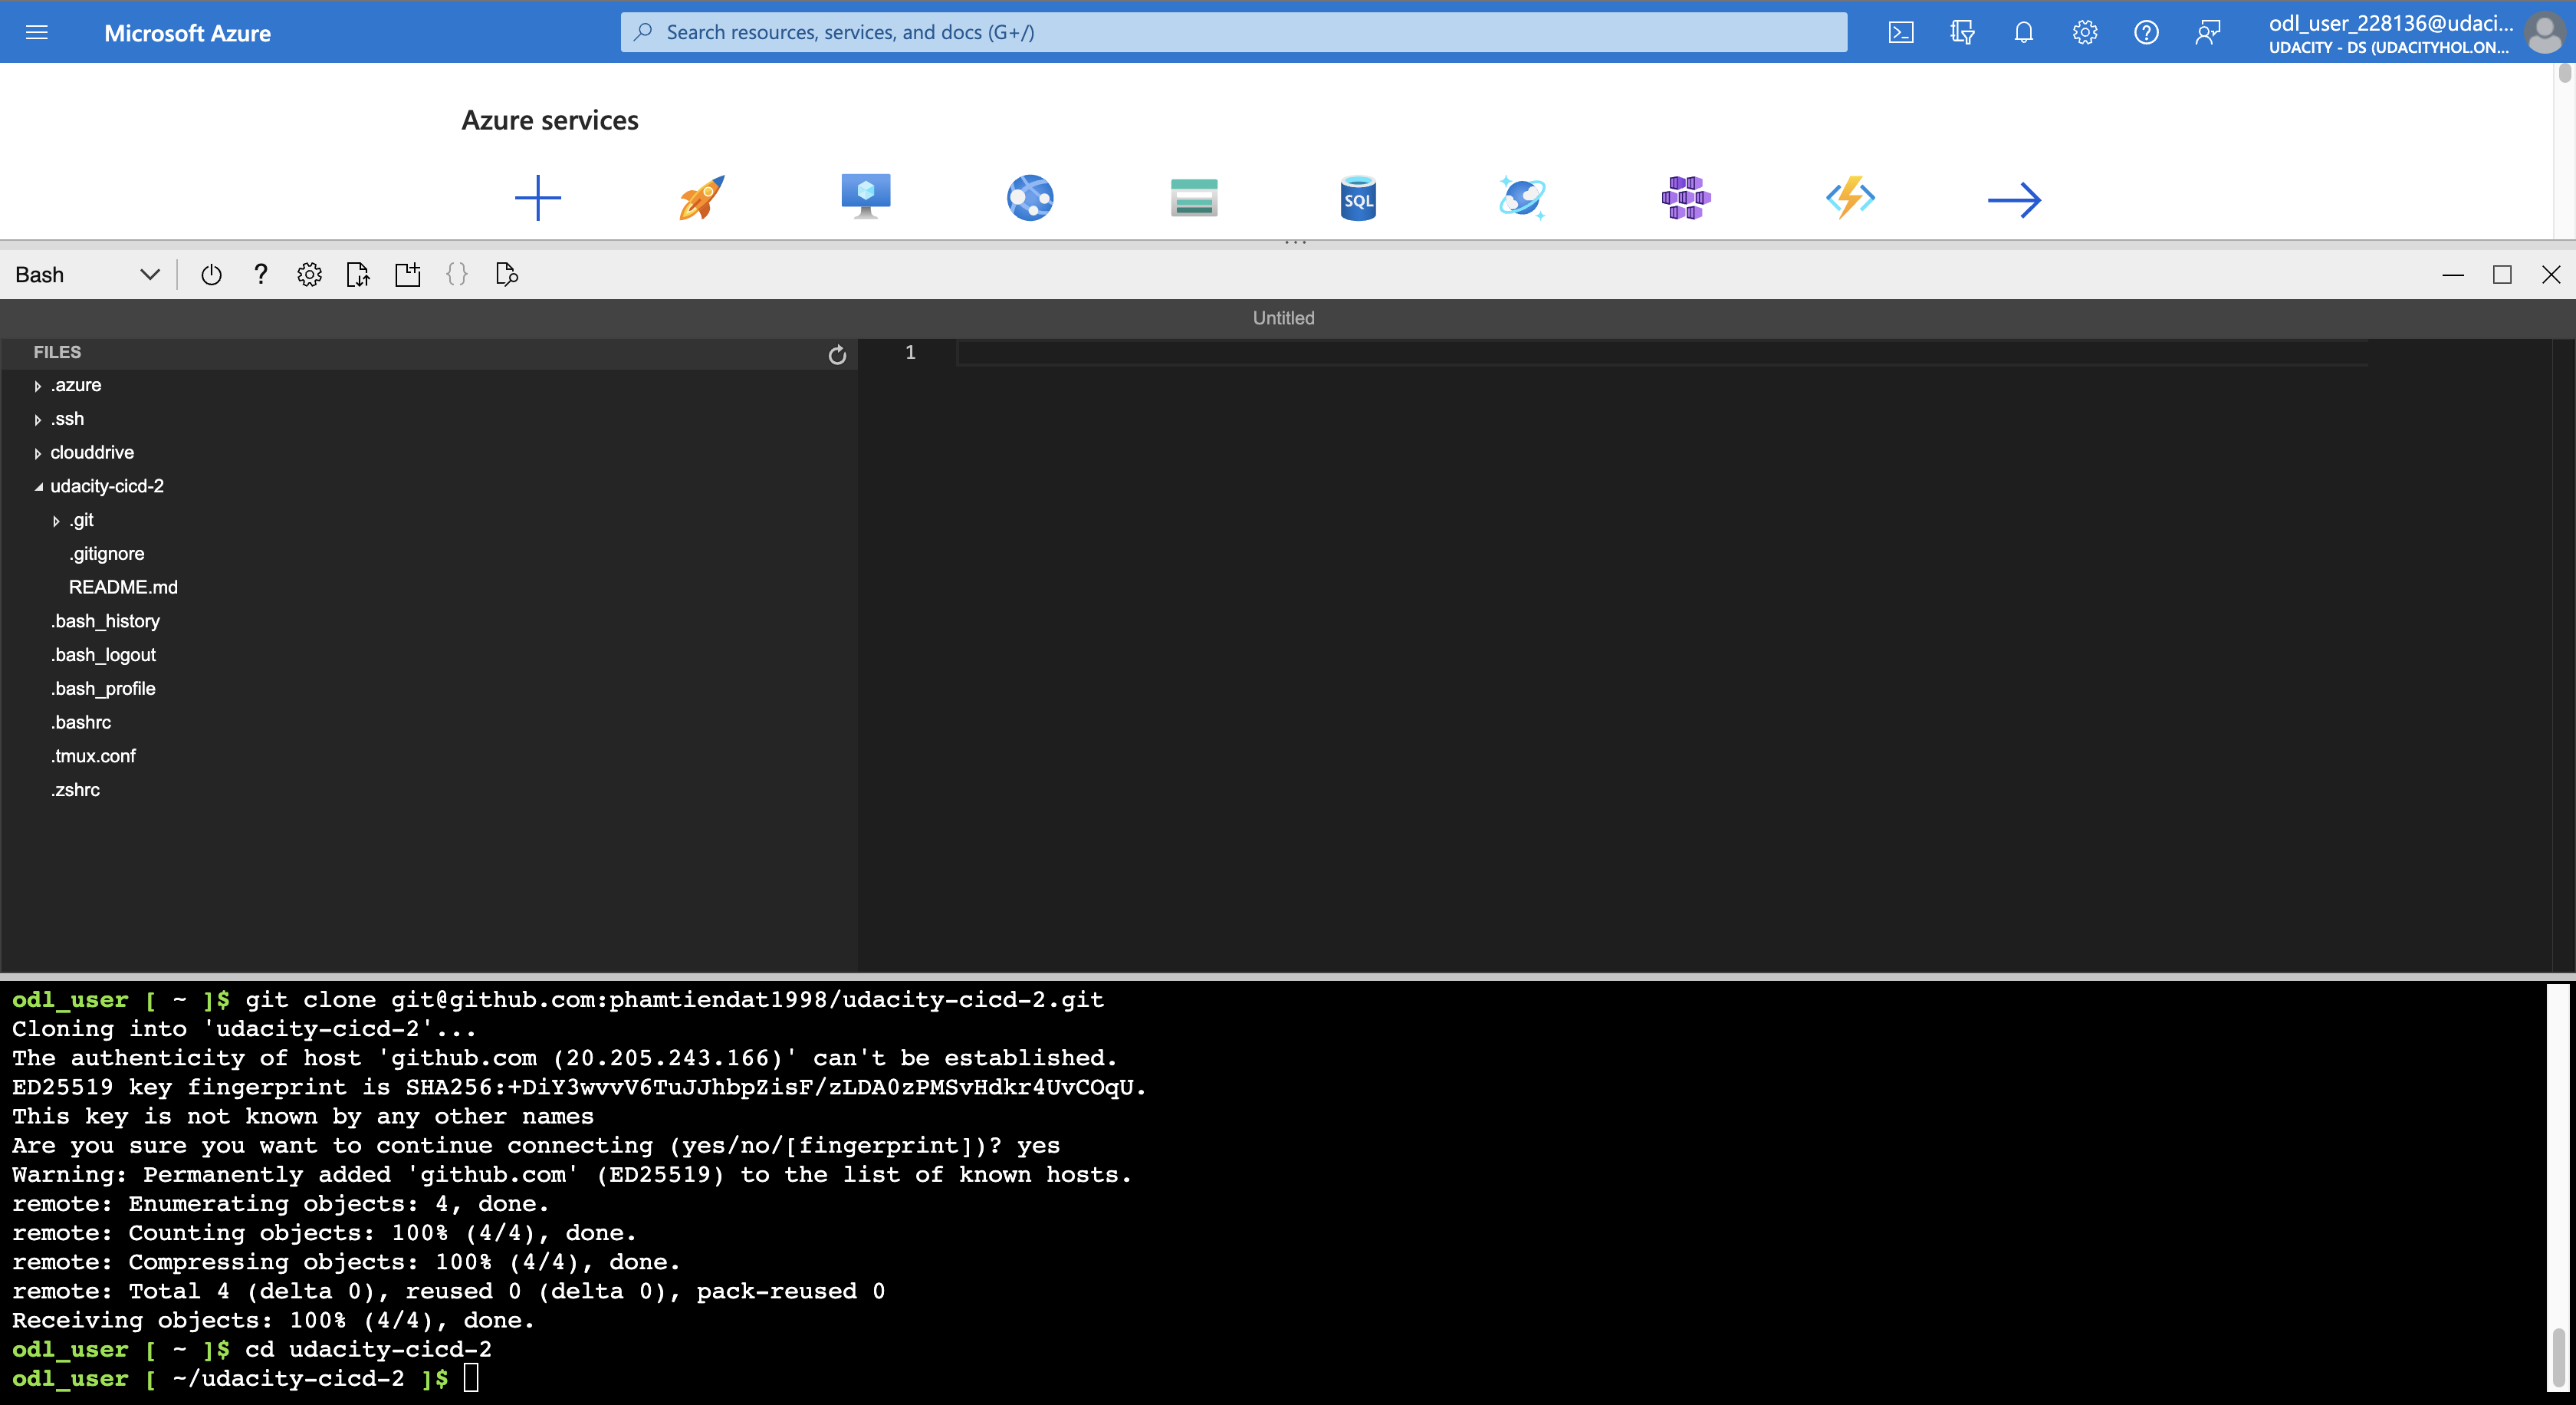 Microsoft Azure
Search resources, services, and docs (G+/)
odl_user_228136@udaci...
UDACITY - DS (UDACITYHOL.ON...
Azure services
SQL
Bash
Untitled
FILES
1
.azure
.ssh
clouddrive
udacity-cicd-2
.git
.gitignore
README.md
.bash_history
.bash_logout
.bash_profile
.bashrc
.tmux.conf
.zshrc
odl_user [ ~ ]$ git clone git@github.com:phamtiendat1998/udacity-cicd-2.git
Cloning into 'udacity-cicd-2'...
The authenticity of host 'github.com (20.205.243.166)' can't be established.
ED25519 key fingerprint is SHA256:+DiY3wvvV6TuJJhbpZisF/zLDA0zPMSvHdkr4UvCOqU.
This key is not known by any other names
Are you sure you want to continue connecting (yes/no/[fingerprint])? yes
Warning: Permanently added 'github.com' (ED25519) to the list of known hosts.
remote: Enumerating objects: 4, done.
remote: Counting objects: 100% (4/4), done.
remote: Compressing objects: 100% (4/4), done.
remote: Total 4 (delta 0), reused 0 (delta 0), pack-reused 0
Receiving objects: 100% (4/4), done.
odl_user [ ~ ]$ cd udacity-cicd-2
odl_user [ ~/udacity-cicd-2 ]$